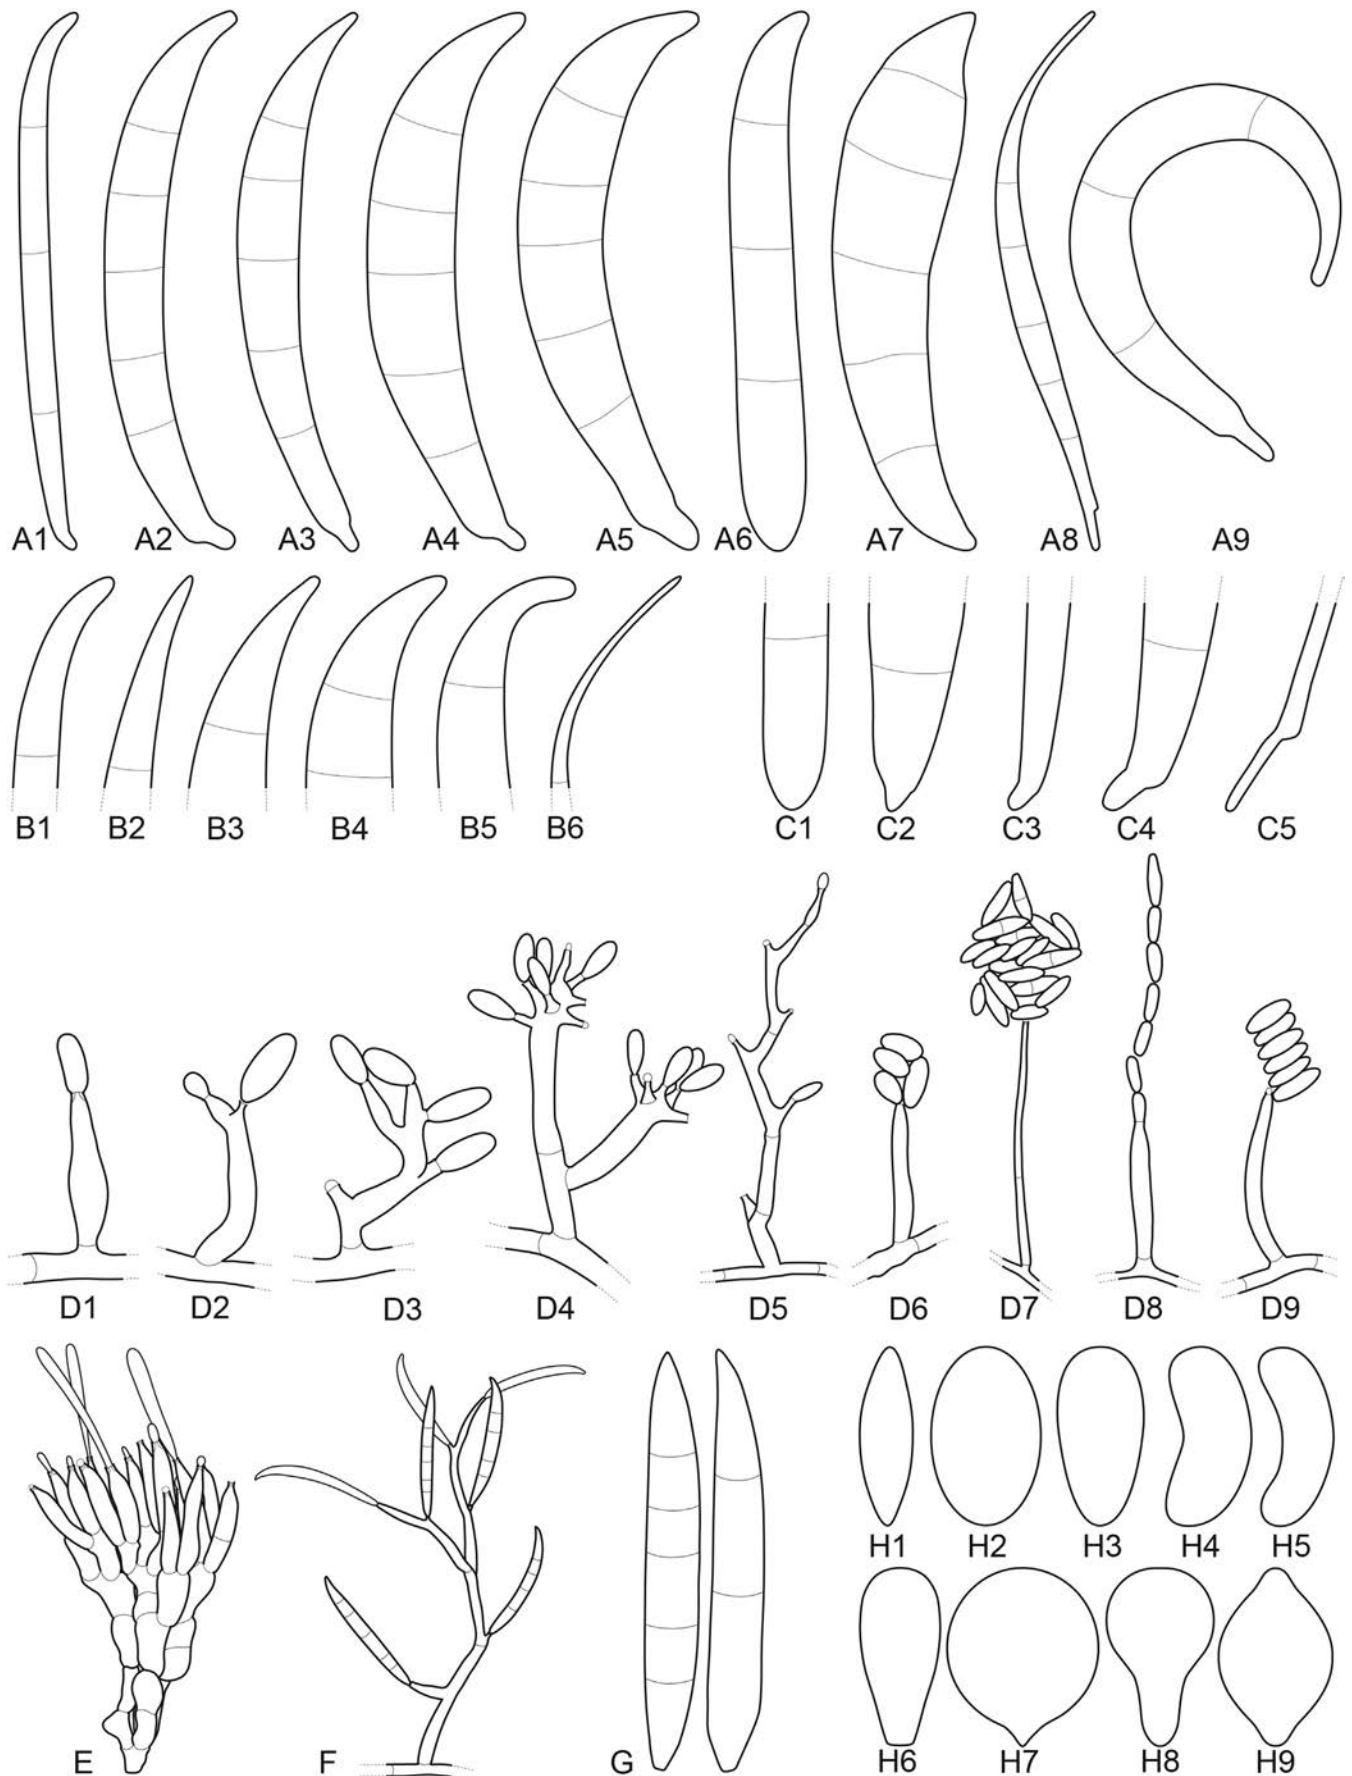 A1 A2 A3 A4 A5 A6 A7 A8 A9
B1 B2 B3 B4 B5 B6 C1 C2 C3 C4 C5
D1 D2 D3 D4 D5 D6 D7 D8 D9
H1 H2 H3 H4 H5
E F G H6 H7 H8 H9